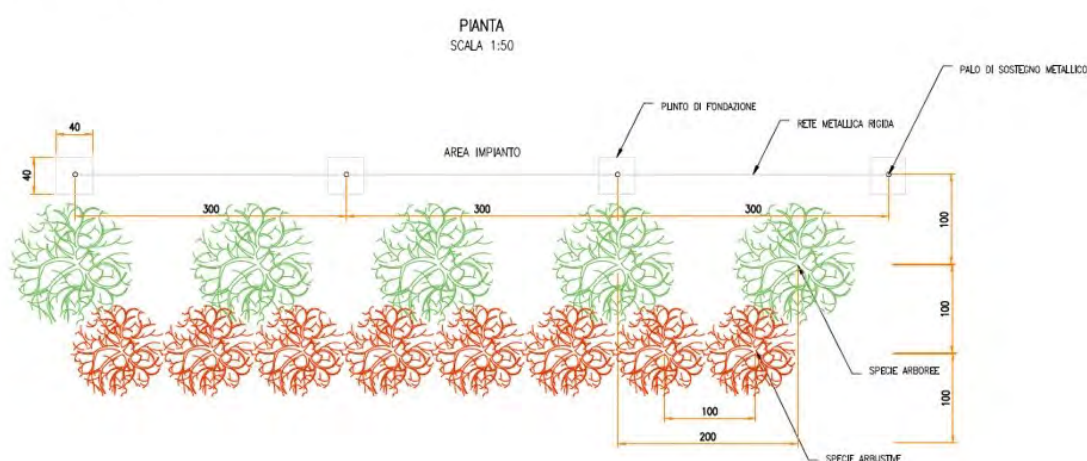 PIANTA
SCALA 1:50
PALO DI SOSTEGNO METALLICO
PUNTO DI FONDAZIONE
RETE METALLICA RIGIDA
40
AREA IMPIANTO
40
300
300
300
100
100
SPECIE ARBOREE
100
100
200
SPECIE ARBUSTIVE